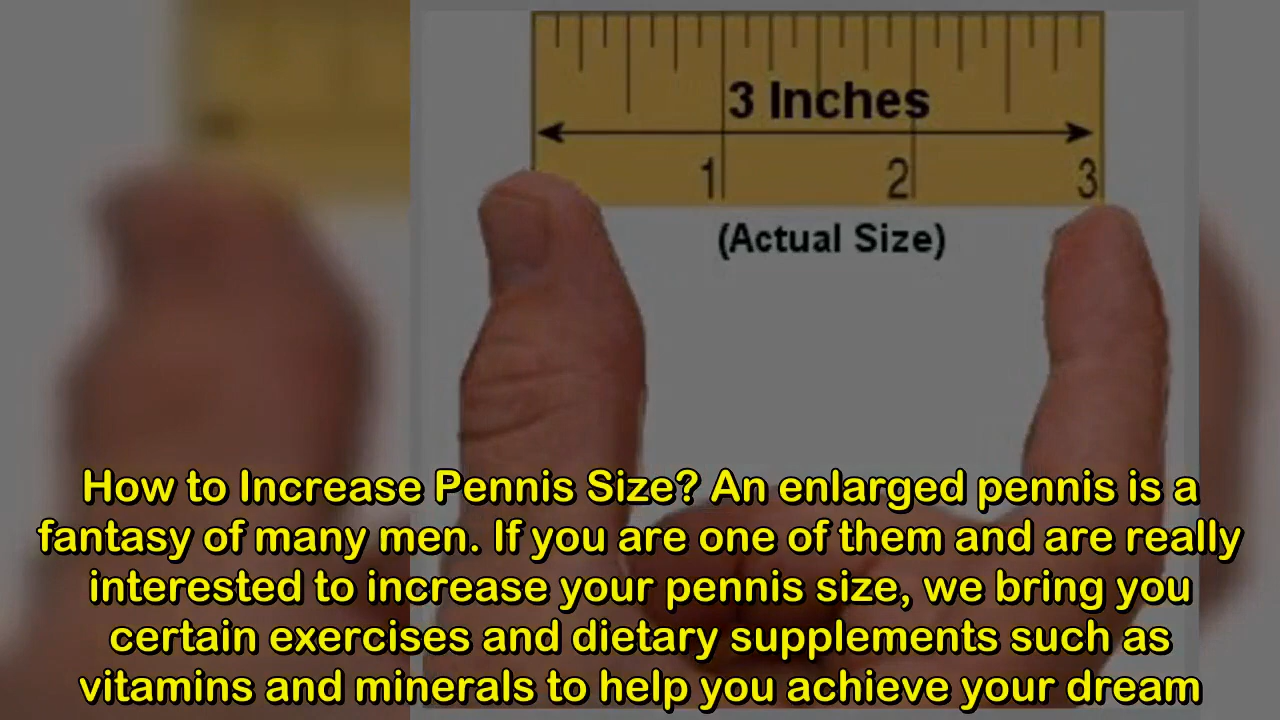 3 Inches
1 2 3
(Actual Size)
How to Increase Pennis Size? An enlarged pennis is a
fantasy of many men. If you are one of them and are really
interested to increase your pennis size, we bring you
certain exercises and dietary supplements such as
vitamins and minerals to help you achieve your dream